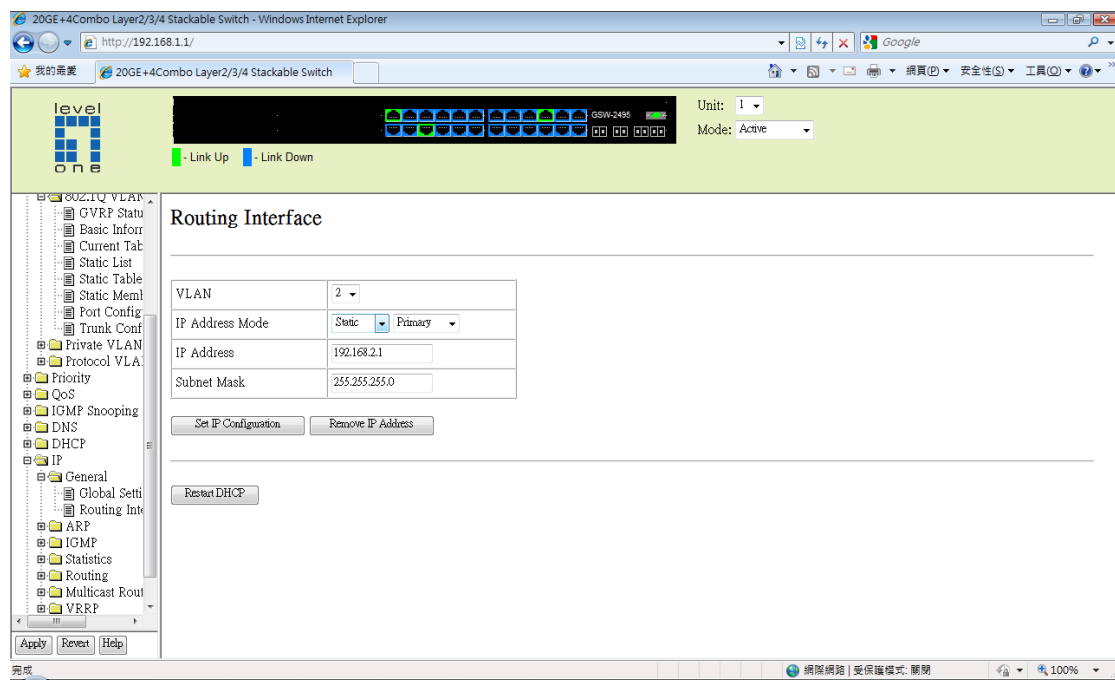 20GE+4Combo Layer2/3/4 Stackable Switch - Windows Internet Explorer
http://192.168.1.1/
Google
我的最愛
20GE+4Combo Layer2/3/4 Stackable Switch
網頁(P)
安全性(S)
工具(O)
level
one
GSW-2495
- Link Up
- Link Down
Unit: 1
Mode: Active
802.1Q VLAN
GVRP Statu
Basic Inform
Current Tab
Static List
Static Table
Static Memb
Port Config
Trunk Conf
Private VLAN
Protocol VLA
Priority
QoS
IGMP Snooping
DNS
DHCP
IP
General
Global Setti
Routing Inte
ARP
IGMP
Statistics
Routing
Multicast Rout
VRRP
Apply
Revert
Help
Routing Interface
VLAN 2
IP Address Mode Static Primary
IP Address 192.168.2.1
Subnet Mask 255.255.255.0
Set IP Configuration
Remove IP Address
Restart DHCP
完成
網際網路 | 受保護模式: 關閉
100%